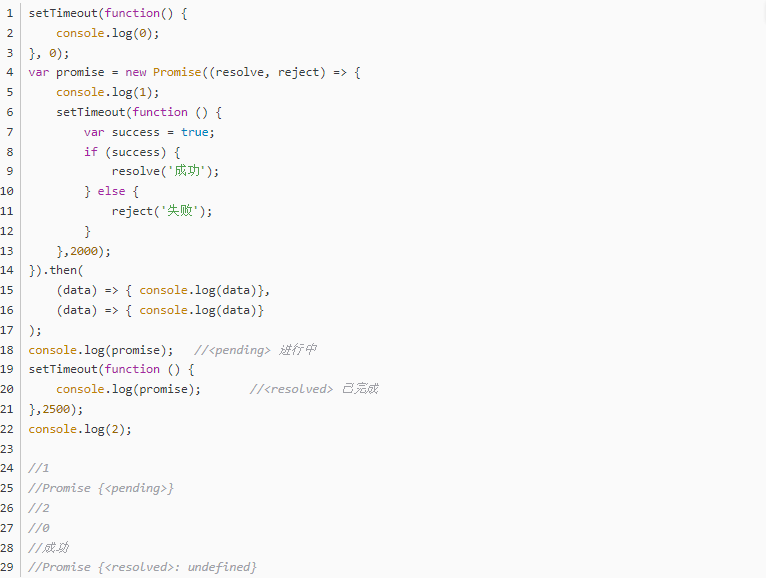 1 setTimeout(function() {
2     console.log(0);
3 }, 0);
4 var promise = new Promise((resolve, reject) => {
5     console.log(1);
6     setTimeout(function () {
7         var success = true;
8         if (success) {
9             resolve('成功');
10         } else {
11             reject('失败');
12         }
13     },2000);
14 }).then(
15     (data) => { console.log(data)},
16     (data) => { console.log(data)}
17 );
18 console.log(promise);   //<pending> 进行中
19 setTimeout(function () {
20     console.log(promise);       //<resolved> 已完成
21 },2500);
22 console.log(2);
23
24 //1
25 //Promise {<pending>}
26 //2
27 //0
28 //成功
29 //Promise {<resolved>: undefined}